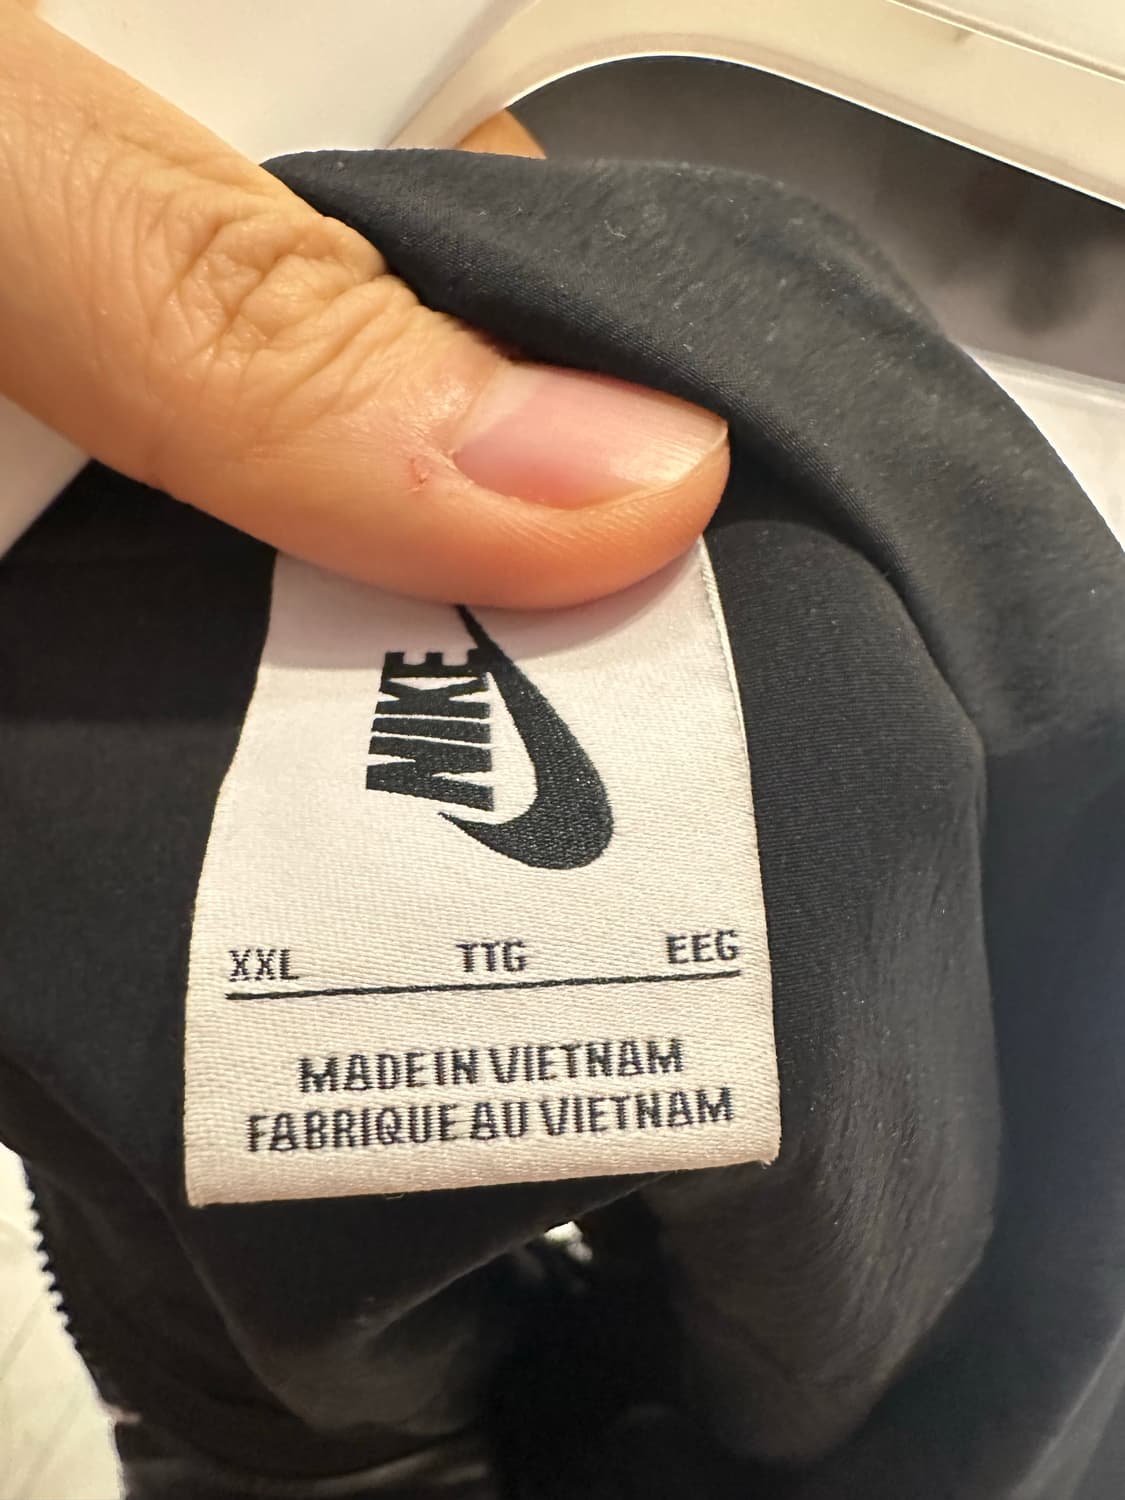 NIKE
XXL TTG EEG
MADE IN VIETNAM
FABRIQUE AU VIETNAM